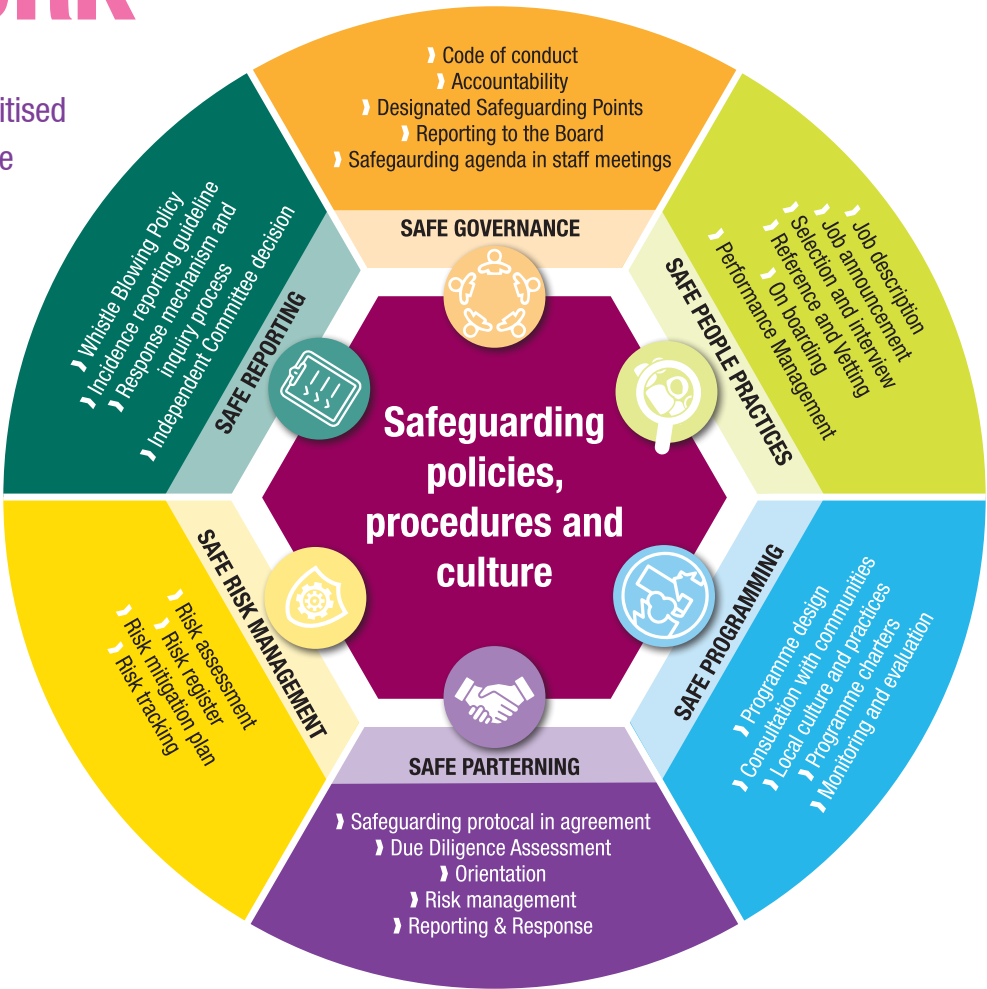 itised
e
Code of conduct
Accountability
Designated Safeguarding Points
Reporting to the Board
Safegaurding agenda in staff meetings
SAFE GOVERNANCE
Job description
Job announcement
Selection and interview
Reference and Vetting
On boarding
Performance Management
SAFE PEOPLE PRACTICES
SAFE PROGRAMMING
Programme design
Consultation with communities
Local culture and practices
Programme charters
Monitoring and evaluation
SAFE PARTERNING
Safeguarding protocal in agreement
Due Diligence Assessment
Orientation
Risk management
Reporting & Response
SAFE RISK MANAGEMENT
Risk assessment
Risk register
Risk mitigation plan
Risk tracking
Whistle Blowing Policy
Incidence reporting guideline
Response mechanism and
inquiry process
Independent Committee decision
SAFE REPORTING
Safeguarding
policies,
procedures and
culture